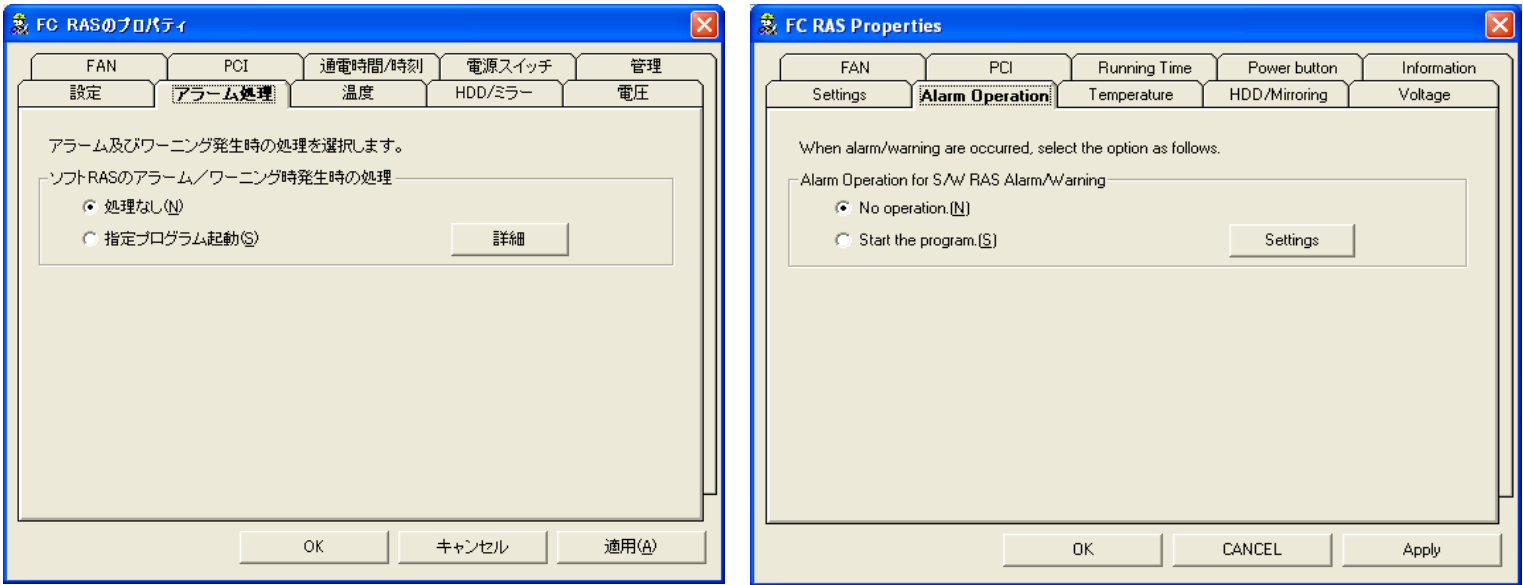 FC RASのプロパティ
FAN
PCI
通電時間/時刻
電源スイッチ
管理
設定
アラーム処理
温度
HDD/ミラー
電圧
アラーム及びワーニング発生時の処理を選択します。
ソフトRASのアラーム／ワーニング時発生時の処理
処理なし(N)
指定プログラム起動(S)
詳細
OK
キャンセル
適用(A)
FC RAS Properties
FAN
PCI
Running Time
Power button
Information
Settings
Alarm Operation
Temperature
HDD/Mirroring
Voltage
When alarm/warning are occurred, select the option as follows.
Alarm Operation for S/W RAS Alarm/Warning
No operation.(N)
Start the program.(S)
Settings
OK
CANCEL
Apply